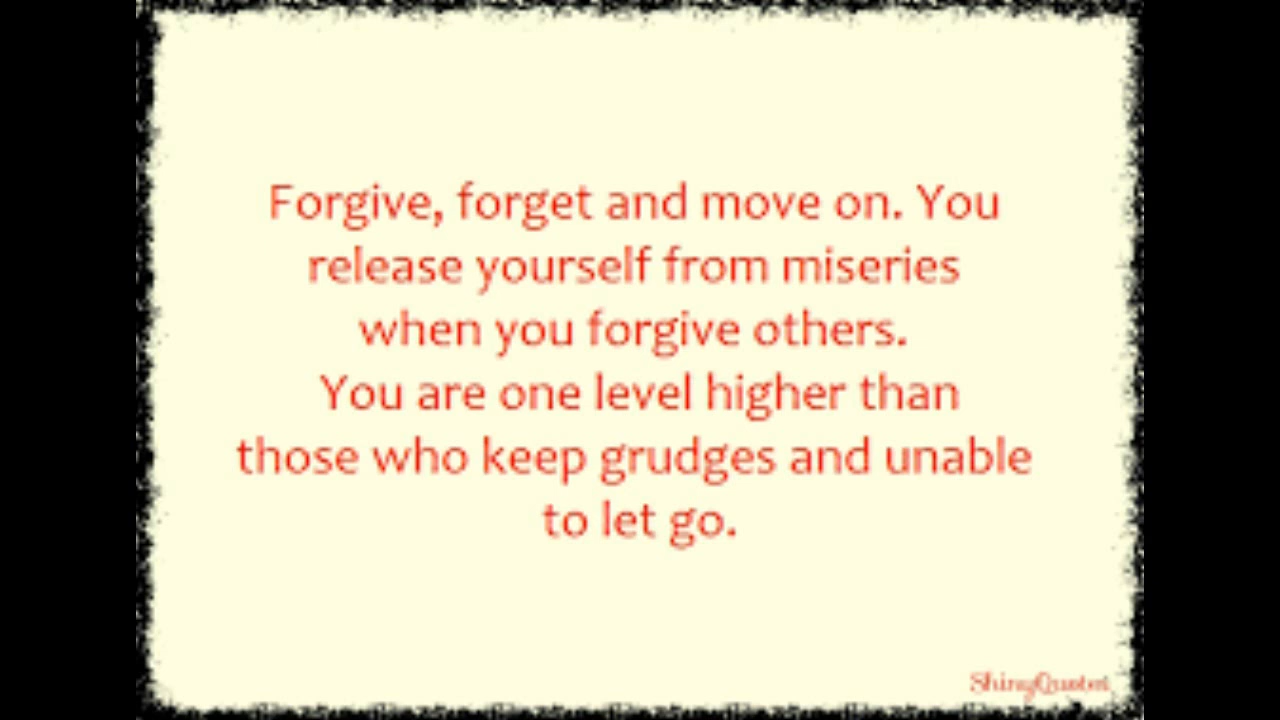 Forgive, forget and move on. You
release yourself from miseries
when you forgive others.
You are one level higher than
those who keep grudges and unable
to let go.
ShinyQuotes